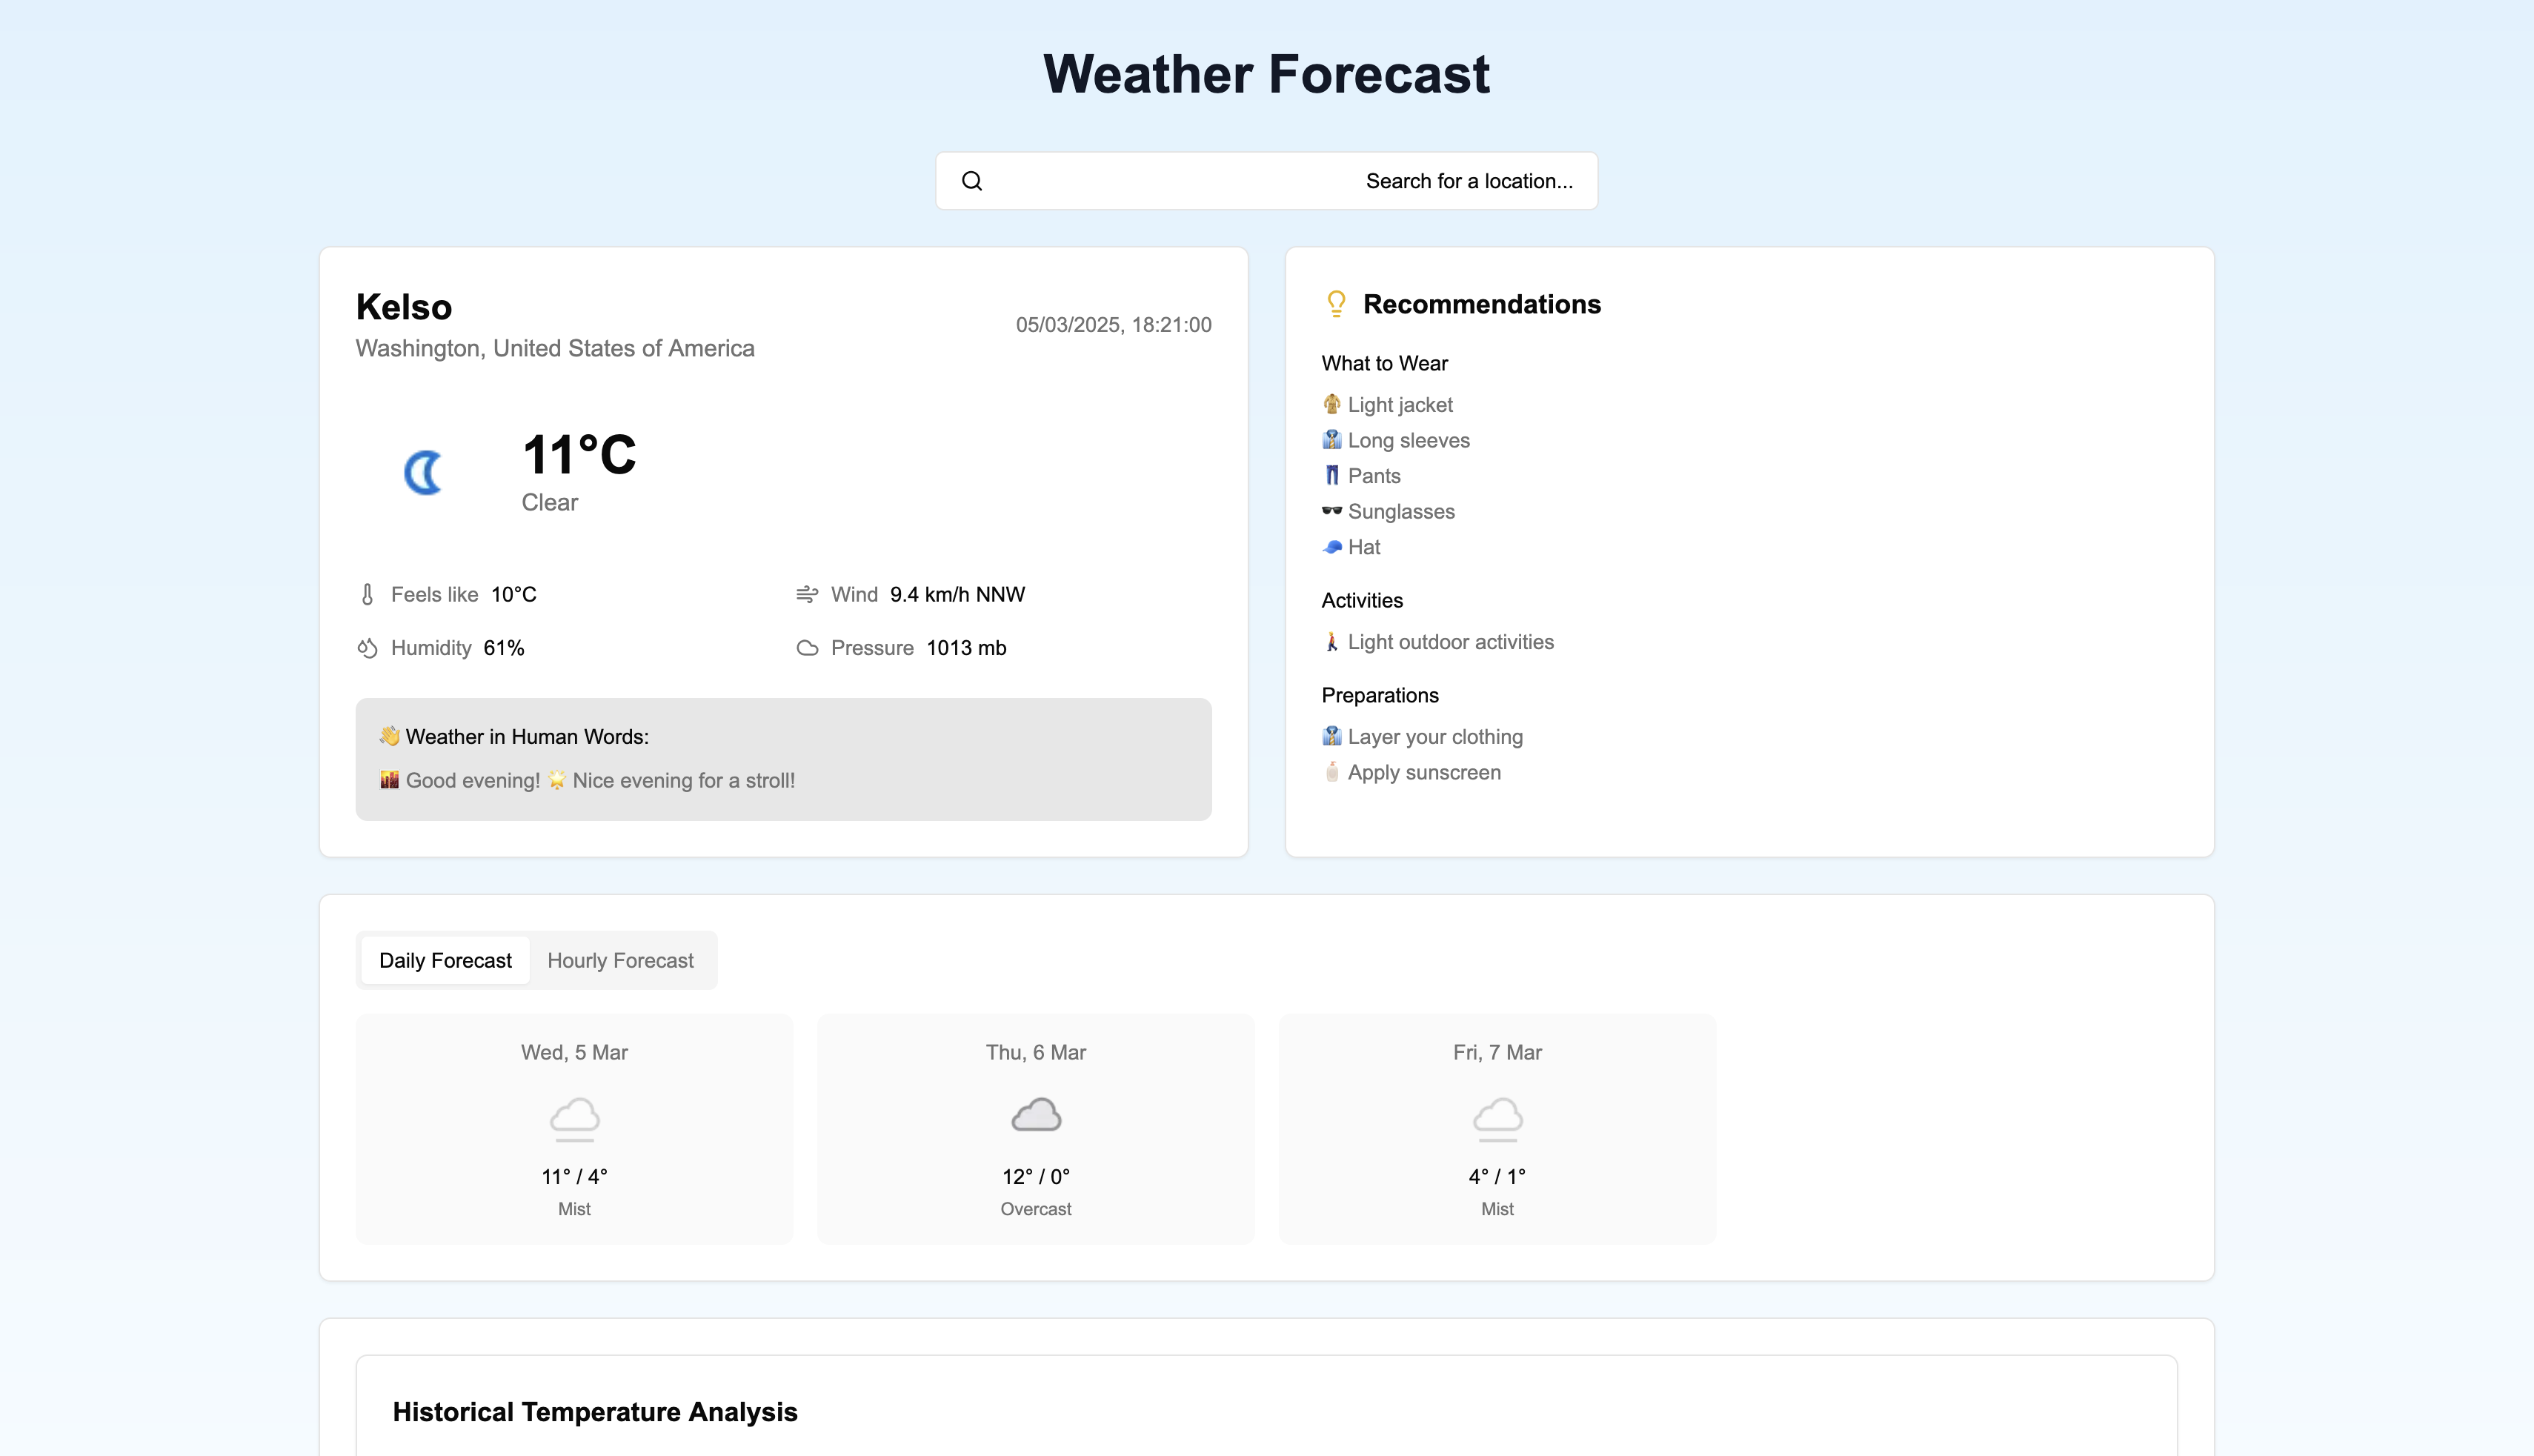 Weather Forecast
Search for a location...
Kelso
Washington, United States of America
05/03/2025, 18:21:00
11°C
Clear
Feels like 10°C
Wind 9.4 km/h NNW
Humidity 61%
Pressure 1013 mb
👋 Weather in Human Words:
🌇 Good evening! 🌟 Nice evening for a stroll!
Recommendations
What to Wear
🧥 Light jacket
👔 Long sleeves
👖 Pants
🕶️ Sunglasses
🧢 Hat
Activities
🚶 Light outdoor activities
Preparations
👔 Layer your clothing
🧴 Apply sunscreen
Daily Forecast
Hourly Forecast
Wed, 5 Mar
11° / 4°
Mist
Thu, 6 Mar
12° / 0°
Overcast
Fri, 7 Mar
4° / 1°
Mist
Historical Temperature Analysis